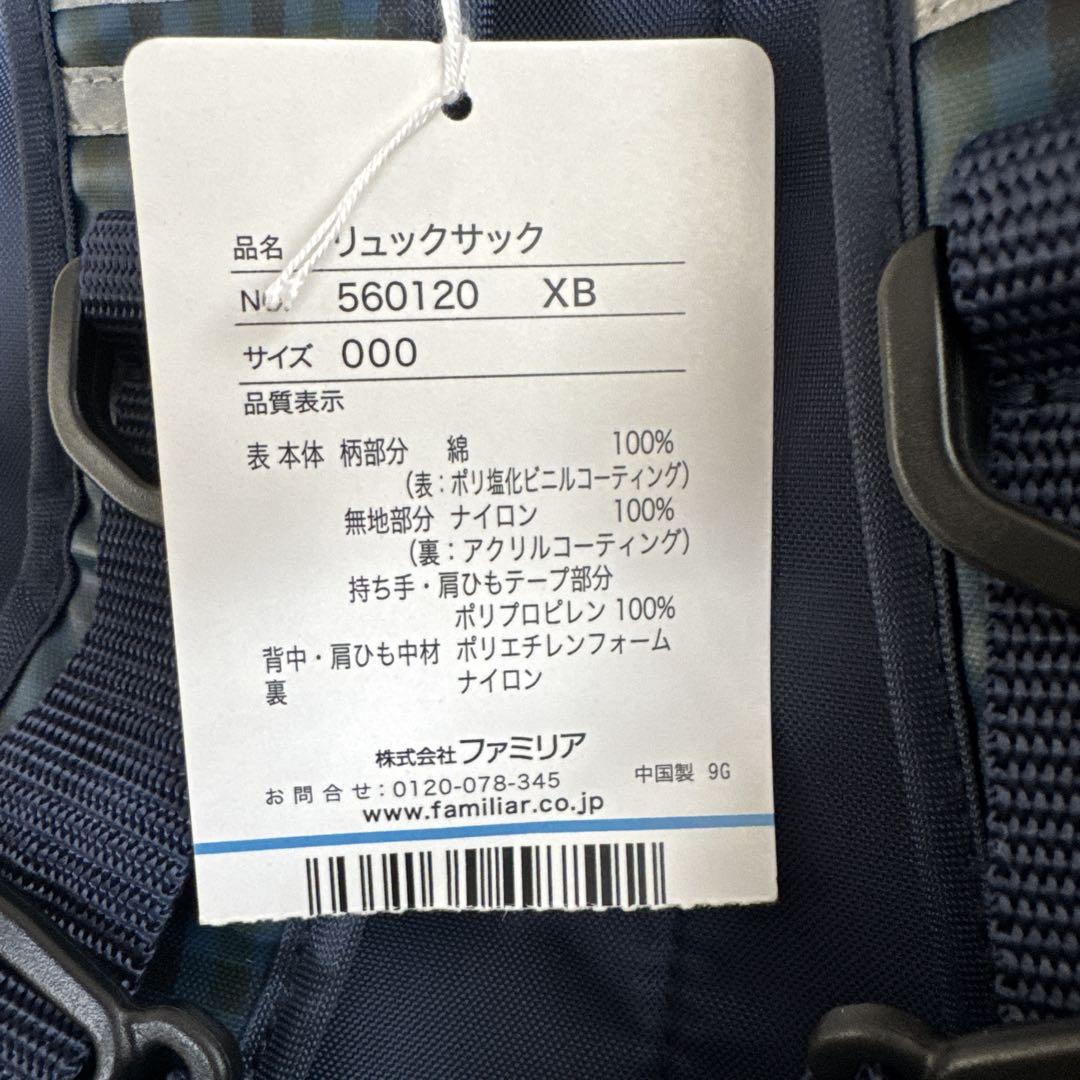 品名 リュックサック
NO. 560120 XB
サイズ 000
品質表示
表 本体 柄部分 綿 100%
(表:ポリ塩化ビニルコーティング)
無地部分 ナイロン 100%
(裏:アクリルコーティング)
持ち手・肩ひもテープ部分
ポリプロピレン 100%
背中・肩ひも中材 ポリエチレンフォーム
裏 ナイロン
株式会社ファミリア
お問合せ:0120-078-345 中国製 9G
www.familiar.co.jp